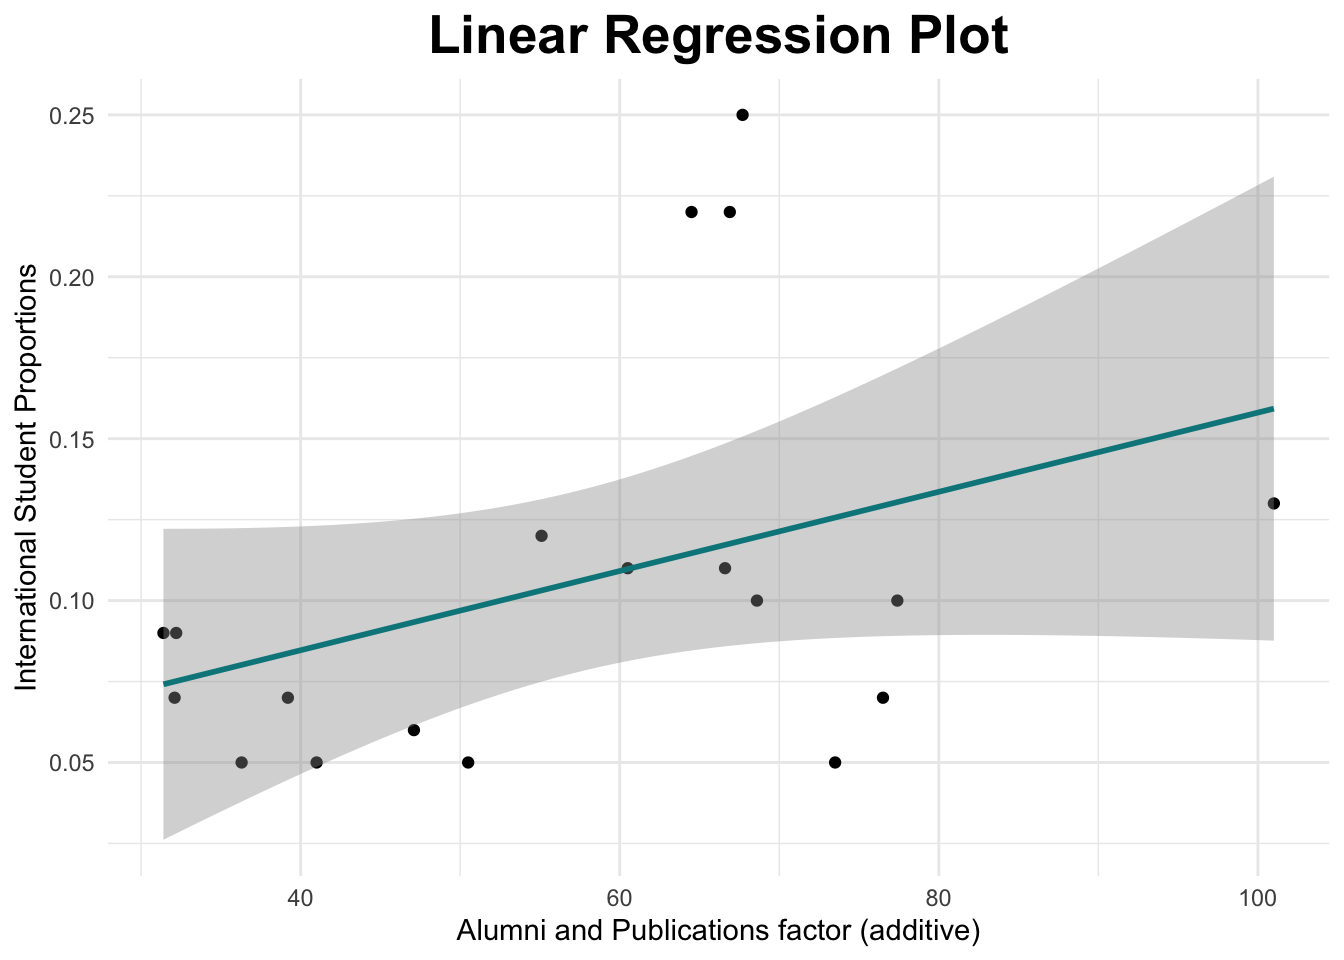 Linear Regression Plot
0.25
0.20
0.15
0.10
0.05
International Student Proportions
40 60 80 100
Alumni and Publications factor (additive)